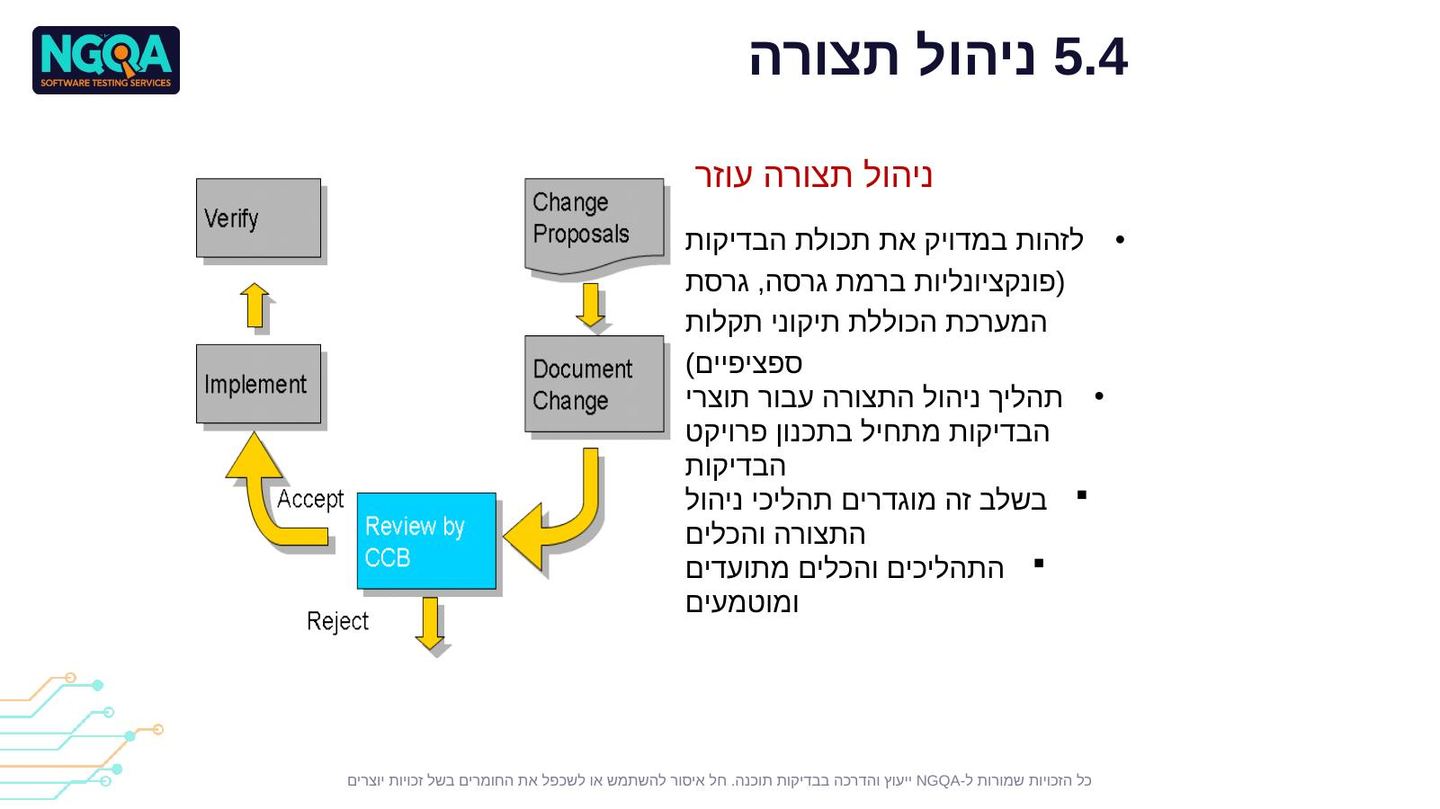 NGQA
SOFTWARE TESTING SERVICES
5.4 ניהול תצורה
ניהול תצורה עוזר
• לזהות במדויק את תכולת הבדיקות
(פונקציונליות ברמת גרסה, גרסת
המערכת הכוללת תיקוני תקלות
ספציפיים)
• תהליך ניהול התצורה עבור תוצרי
הבדיקות מתחיל בתכנון פרויקט
הבדיקות
▪ בשלב זה מוגדרים תהליכי ניהול
התצורה והכלים
▪ התהליכים והכלים מתועדים
ומוטמעים
Change
Proposals
Document
Change
Review by
CCB
Reject
Accept
Implement
Verify
כל הזכויות שמורות ל-NGQA ייעוץ והדרכה בבדיקות תוכנה. חל איסור להשתמש או לשכפל את החומרים בשל זכויות יוצרים